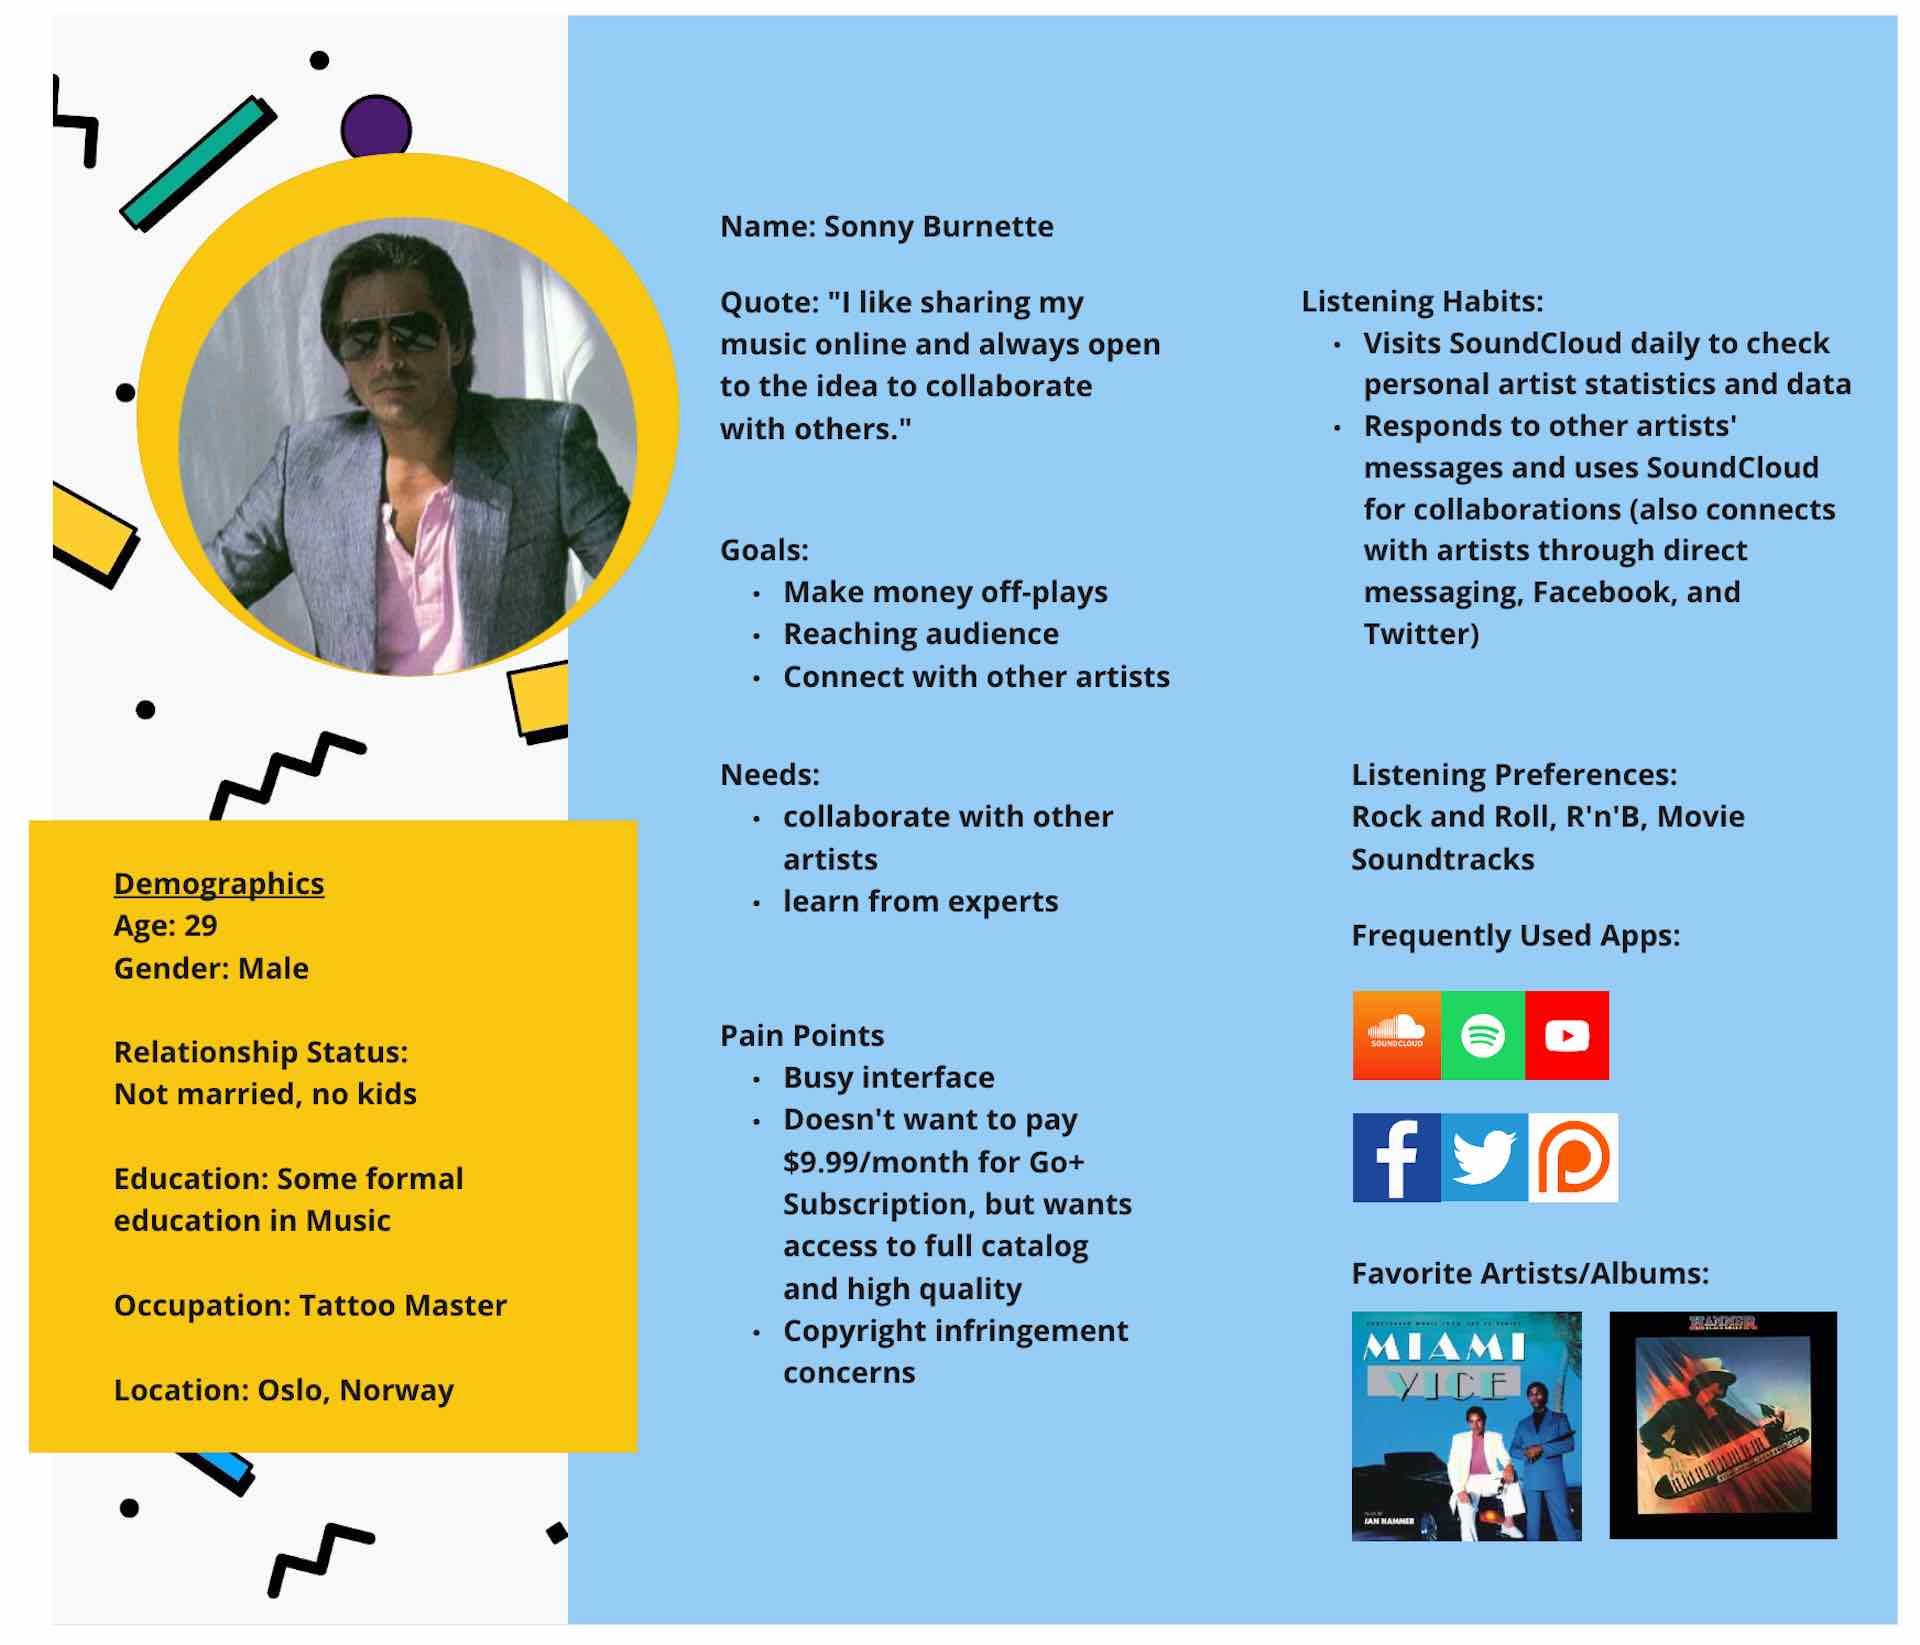 Name: Sonny Burnette
Quote: "I like sharing my
music online and always open
to the idea to collaborate
with others."
Goals:
• Make money off-plays
• Reaching audience
• Connect with other artists
Needs:
• collaborate with other
artists
• learn from experts
Pain Points
• Busy interface
• Doesn't want to pay
$9.99/month for Go+
Subscription, but wants
access to full catalog
and high quality
• Copyright infringement
concerns
Demographics
Age: 29
Gender: Male
Relationship Status:
Not married, no kids
Education: Some formal
education in Music
Occupation: Tattoo Master
Location: Oslo, Norway
Listening Habits:
• Visits SoundCloud daily to check
personal artist statistics and data
• Responds to other artists'
messages and uses SoundCloud
for collaborations (also connects
with artists through direct
messaging, Facebook, and
Twitter)
Listening Preferences:
Rock and Roll, R'n'B, Movie
Soundtracks
Frequently Used Apps:
SOUNDCLOUD
Favorite Artists/Albums:
MIAMI
VICE
JAN HAMMER
HAMMER